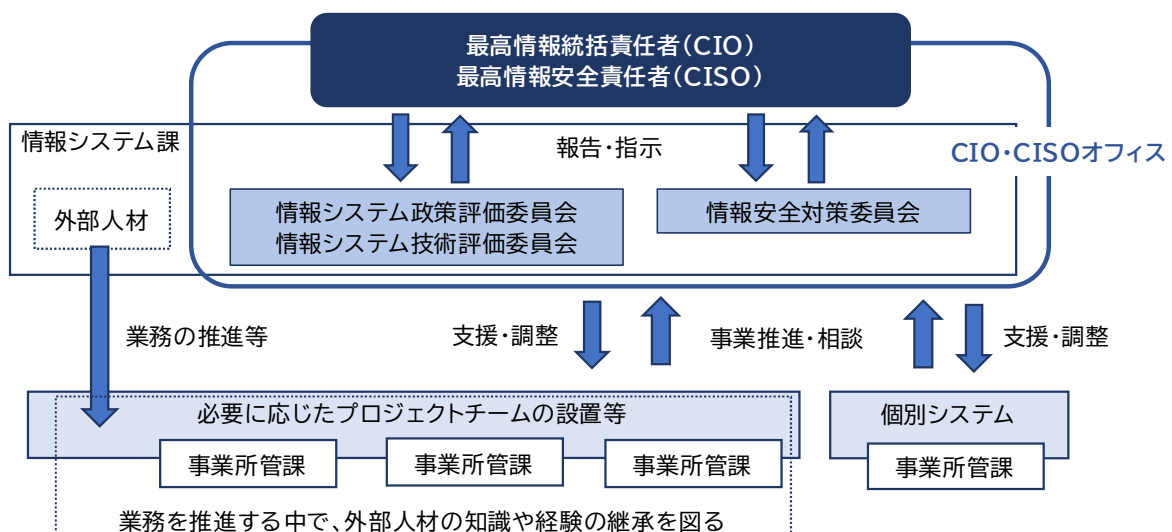 最高情報統括責任者(CIO)
最高情報安全責任者(CISO)
情報システム課
報告・指示
CIO・CISOオフィス
外部人材
情報システム政策評価委員会
情報システム技術評価委員会
情報安全対策委員会
業務の推進等
支援・調整
事業推進・相談
支援・調整
必要に応じたプロジェクトチームの設置等
個別システム
事業所管課
事業所管課
事業所管課
事業所管課
業務を推進する中で、外部人材の知識や経験の継承を図る